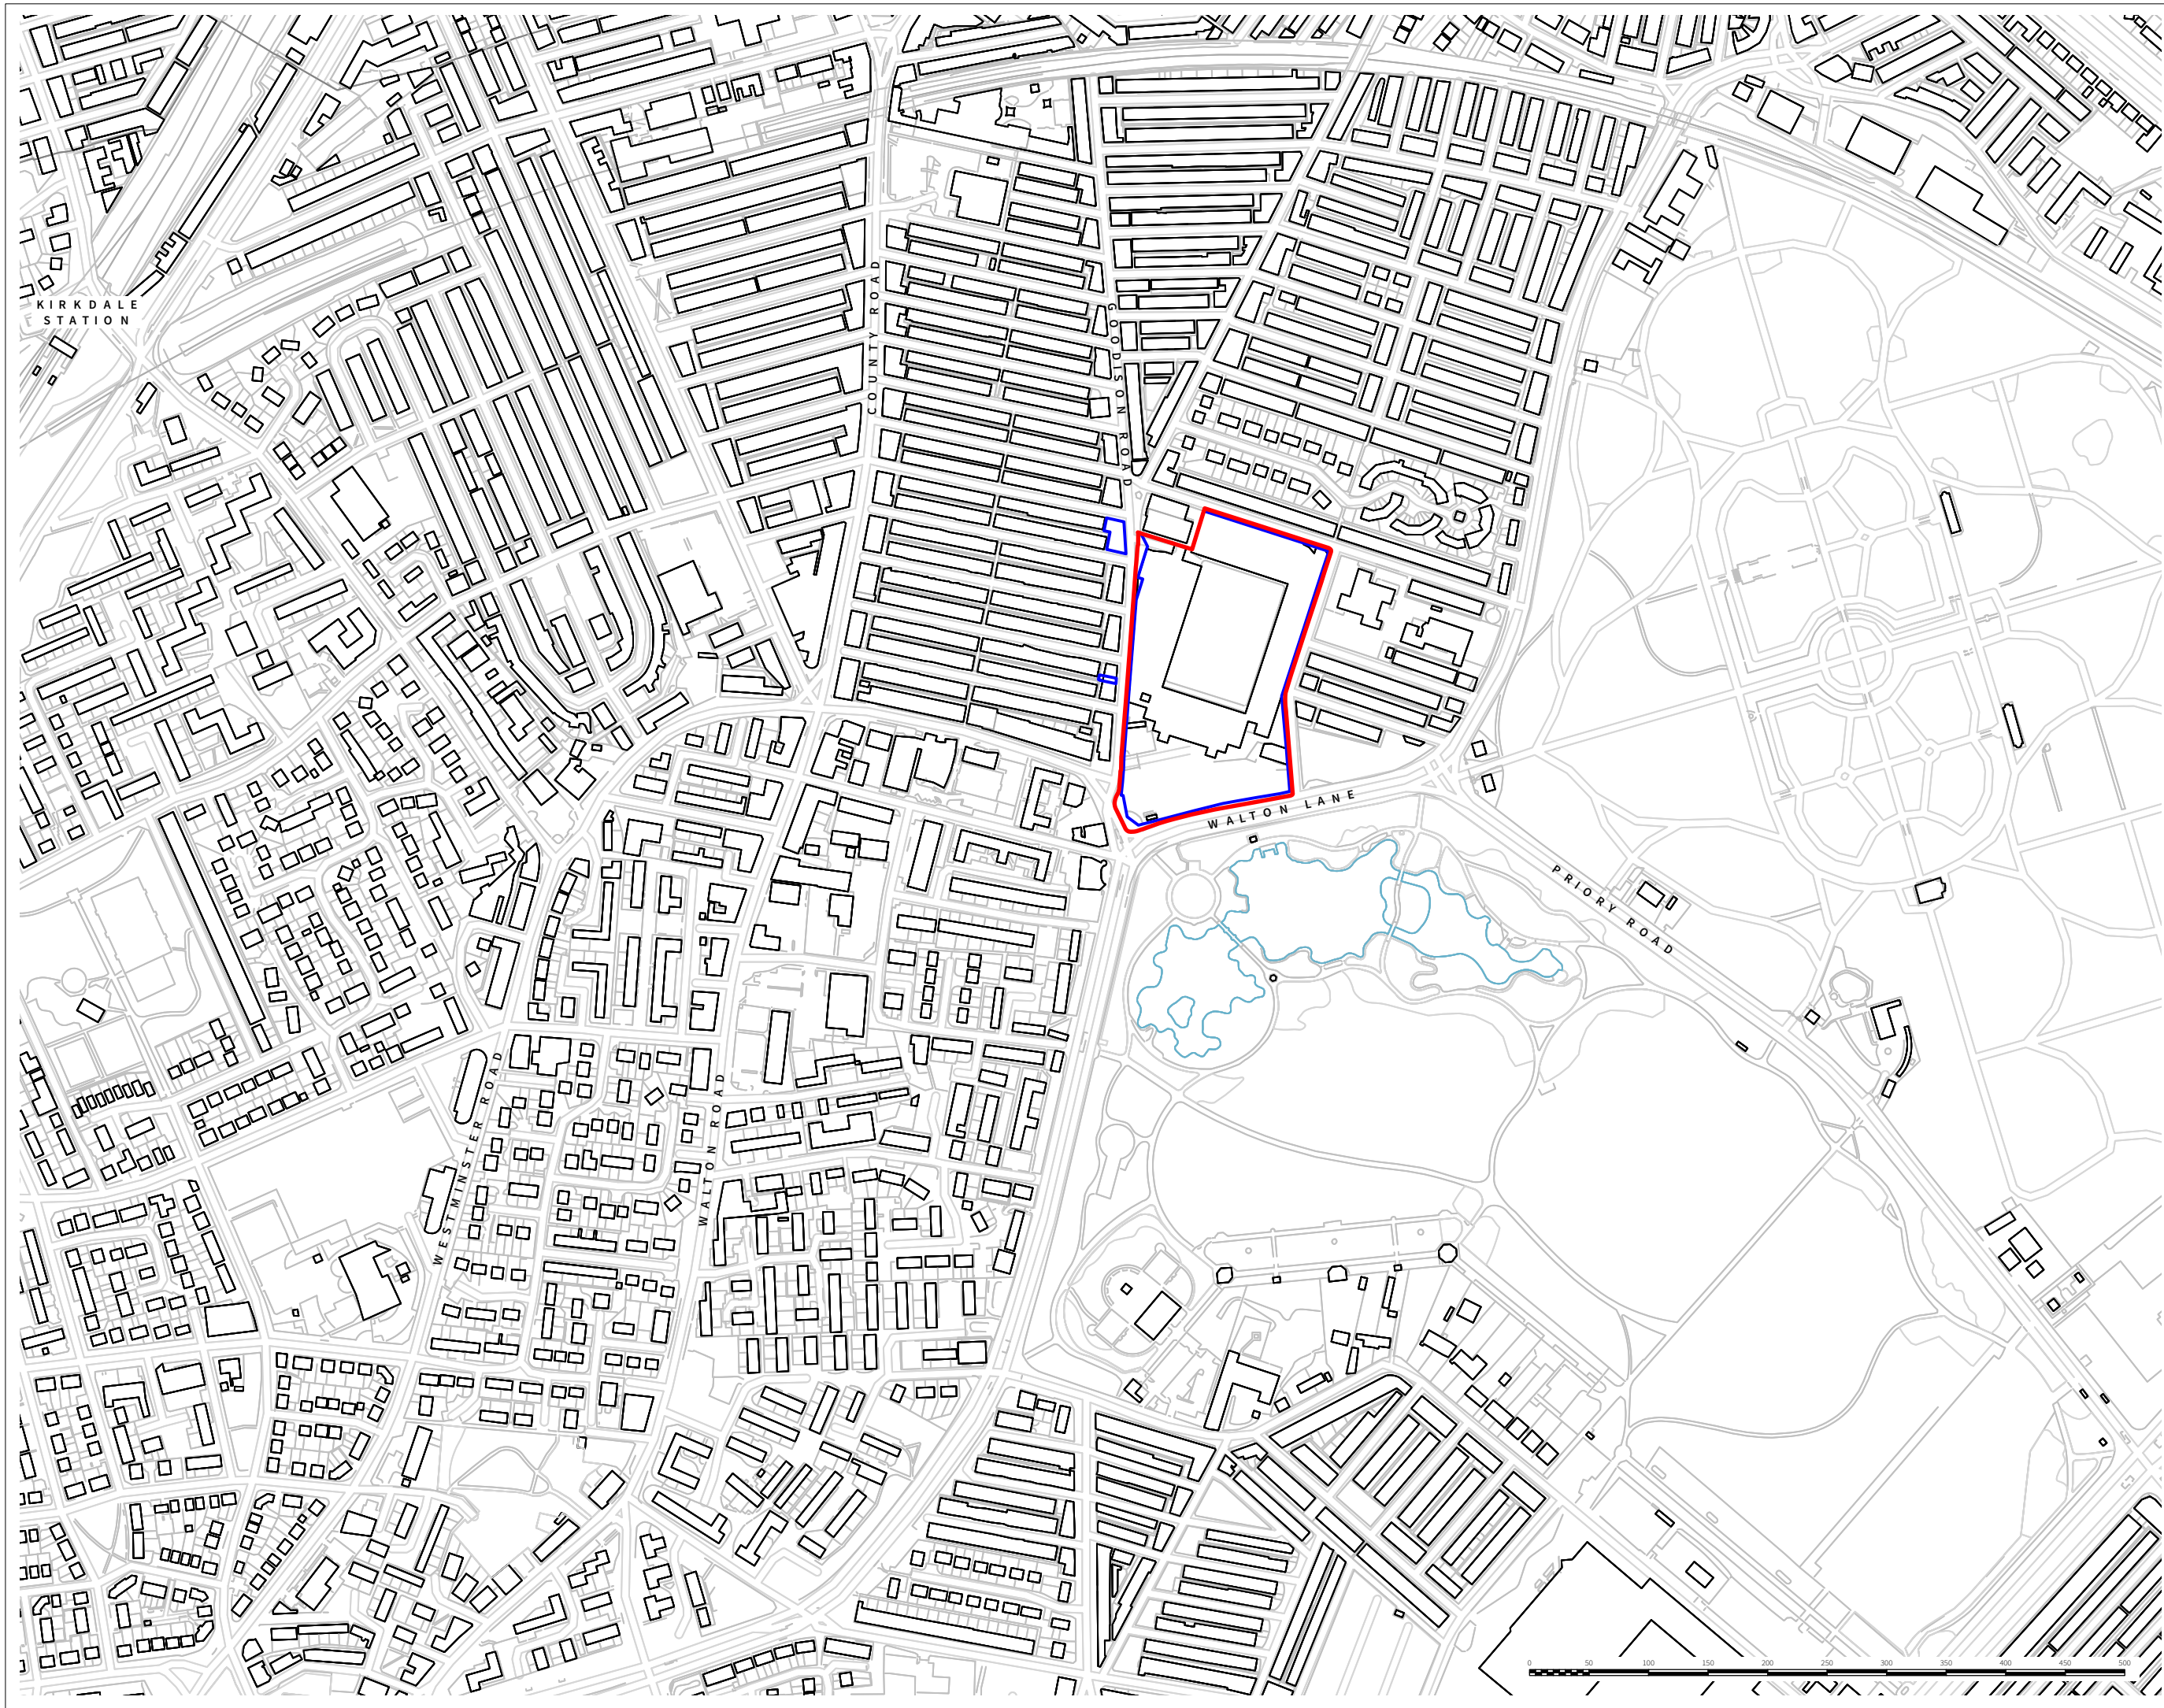 KIRKDALE
STATION
COUNTY ROAD
GOODISON ROAD
WALTON LANE
PRIORY ROAD
WESTMINSTER ROAD
WALTON ROAD
0 50 100 150 200 250 300 350 400 450 500